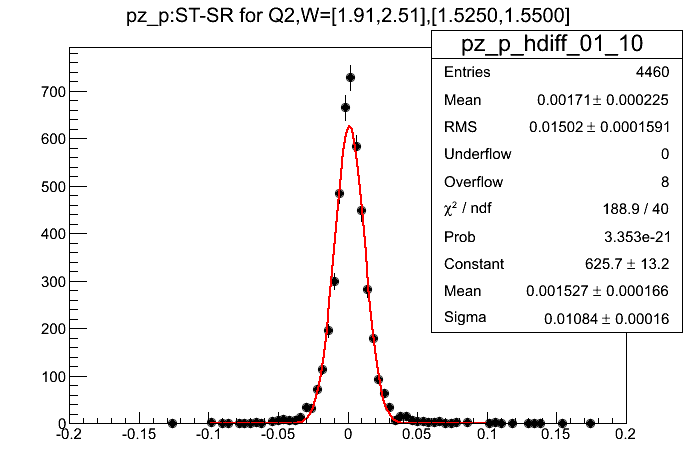 pz_p:ST-SR for Q2,W=[1.91,2.51],[1.5250,1.5500]
pz_p_hdiff_01_10
Entries 4460
Mean 0.00171 ± 0.000225
RMS 0.01502 ± 0.0001591
Underflow 0
Overflow 8
χ² / ndf 188.9 / 40
Prob 3.353e-21
Constant 625.7 ± 13.2
Mean 0.001527 ± 0.000166
Sigma 0.01084 ± 0.00016
700
600
500
400
300
200
100
0
-0.2 -0.15 -0.1 -0.05 0 0.05 0.1 0.15 0.2